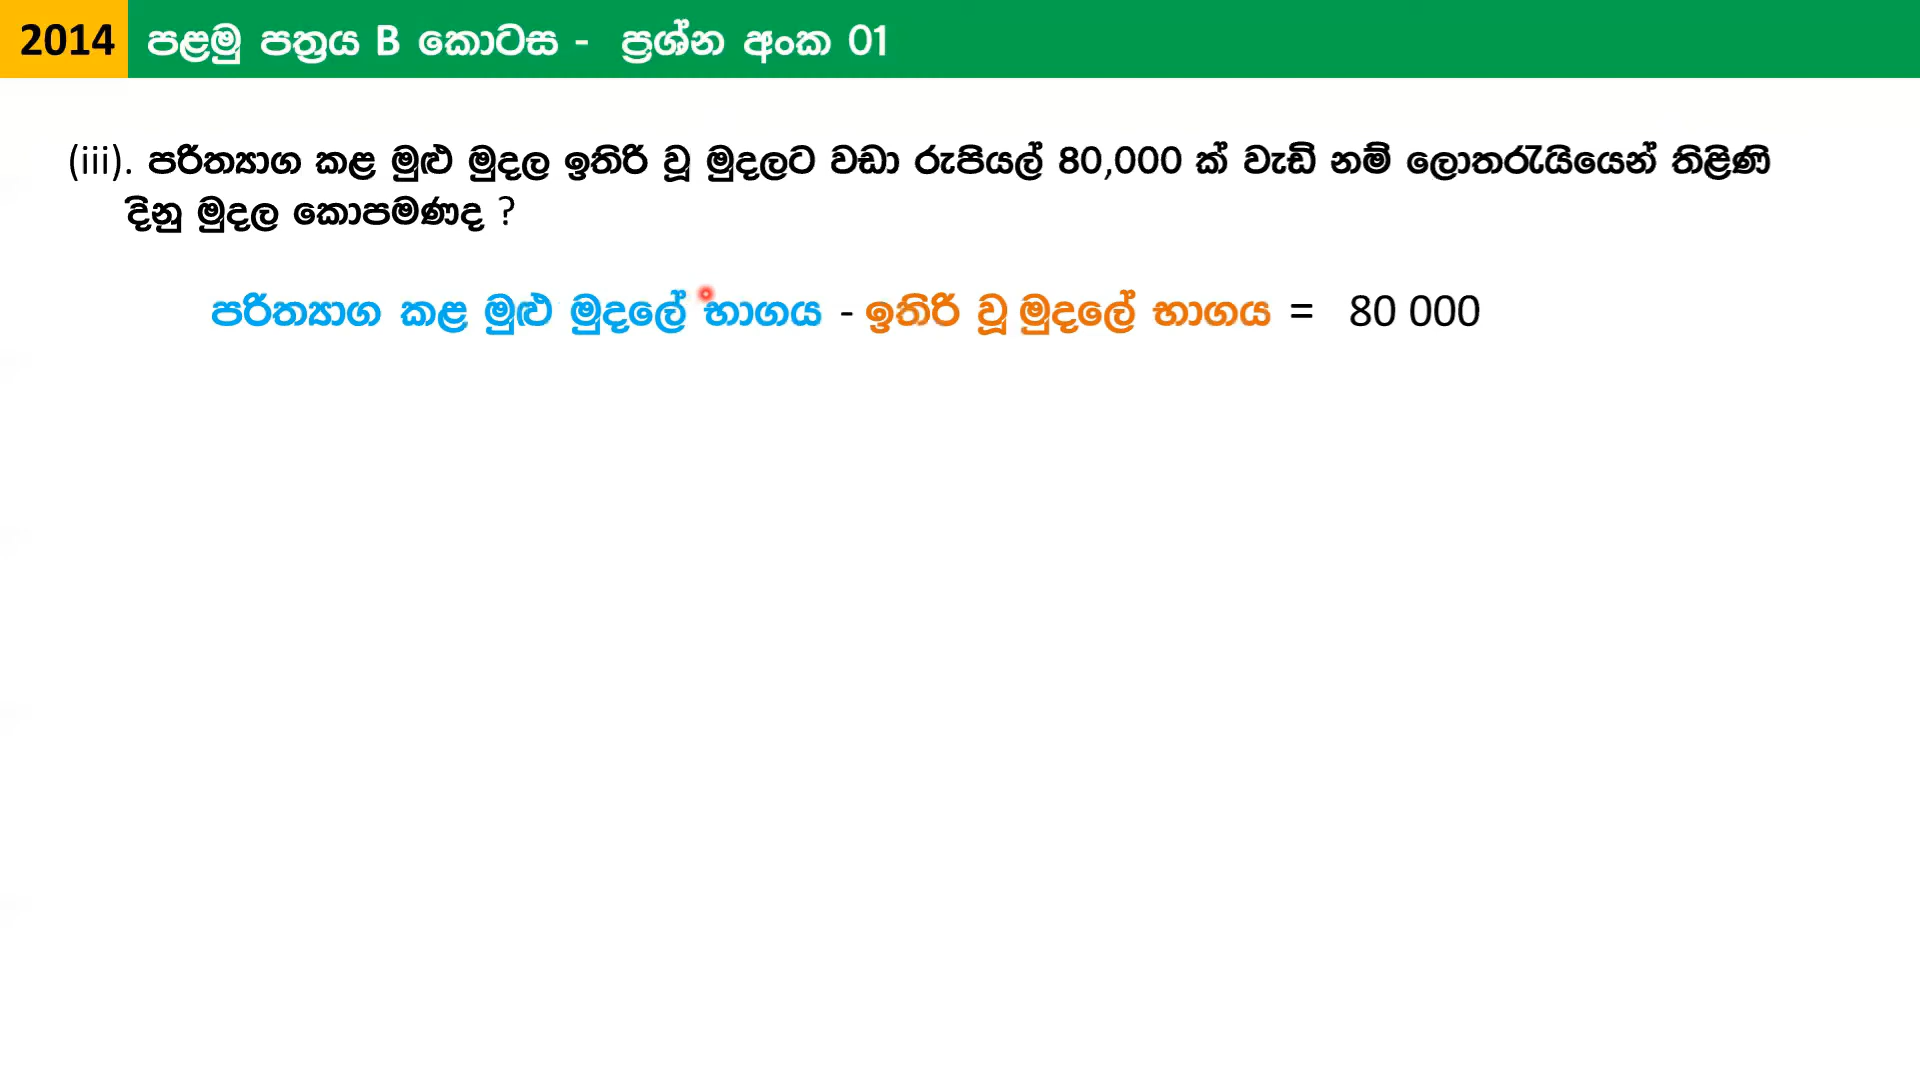 2014 පළමු පත්‍රය B කොටස - ප්‍රශ්න අංක 01
(iii). පරිත්‍යාග කළ මුළු මුදල ඉතිරි වූ මුදලට වඩා රුපියල් 80,000 ක් වැඩි නම් ලොතරැයියෙන් තිළිණි
දිනු මුදල කොපමණද ?
පරිත්‍යාග කළ මුළු මුදලේ භාගය - ඉතිරි වූ මුදලේ භාගය = 80 000